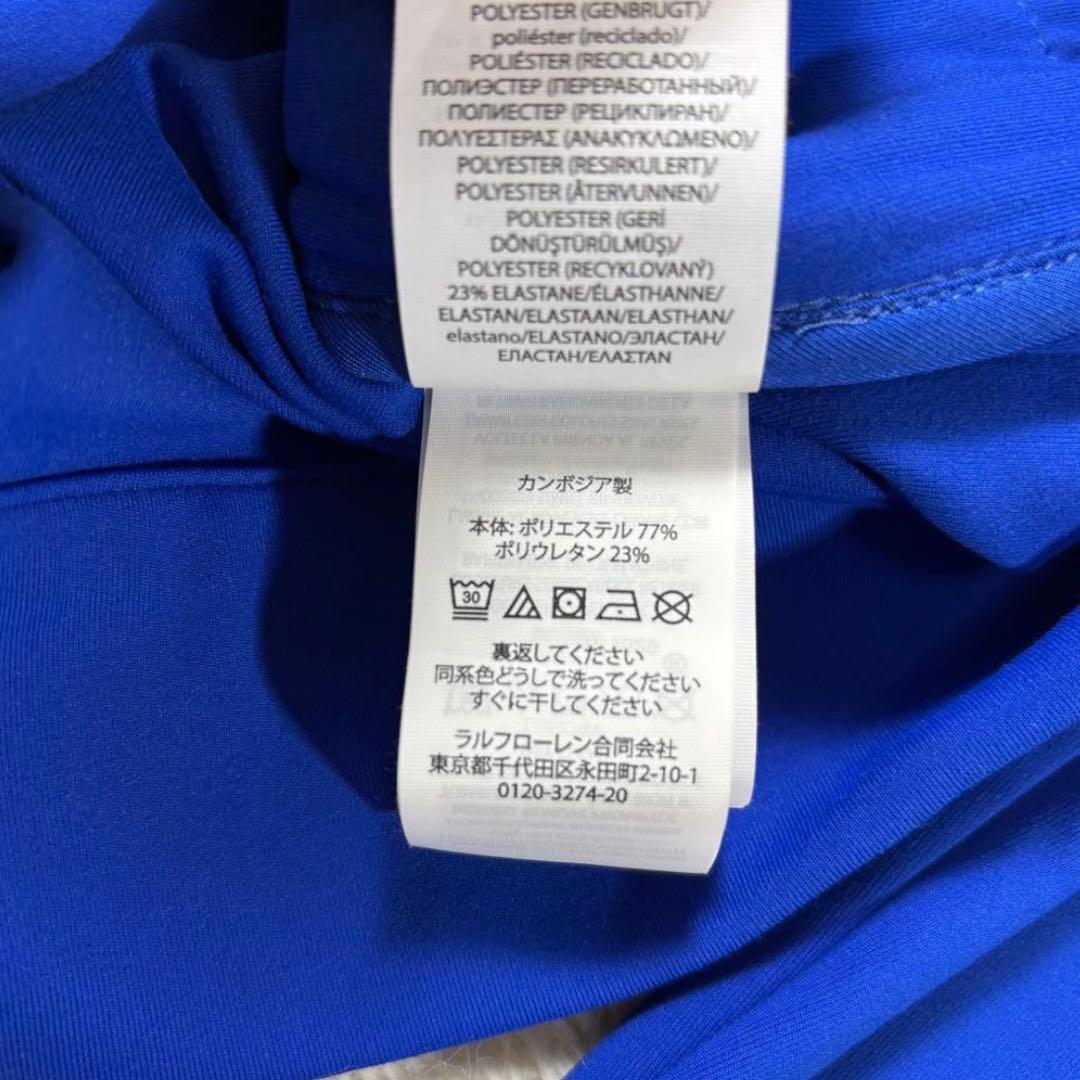 POLYESTER (GENBRUGT)/
poliéster (reciclado)/
POLIÉSTER (RECICLADO)/
ПОЛИЭСТЕР (ПЕРЕРАБОТАННЫЙ)/
ПОЛИЕСТЕР (РЕЦИКЛИРАН)/
ΠΟΛΥΕΣΤΕΡΑΣ (ΑΝΑΚΥΚΛΩΜΕΝΟ)/
POLYESTER (RESIRKULERT)/
POLYESTER (ÅTERVUNNEN)/
POLYESTER (GERİ
DÖNÜŞTÜRÜLMÜŞ)/
POLYESTER (RECYKLOVANÝ)
23% ELASTANE/ÉLASTHANNE/
ELASTAN/ELASTAAN/ELASTHAN/
elastano/ELASTANO/ЭЛАСТАН/
ЕЛАСТАН/ΕΛΑΣΤΑΝ
カンボジア製
本体: ポリエステル 77%
ポリウレタン 23%
30
裏返してください
同系色どうしで洗ってください
すぐに干してください
ラルフローレン合同会社
東京都千代田区永田町2-10-1
0120-3274-20